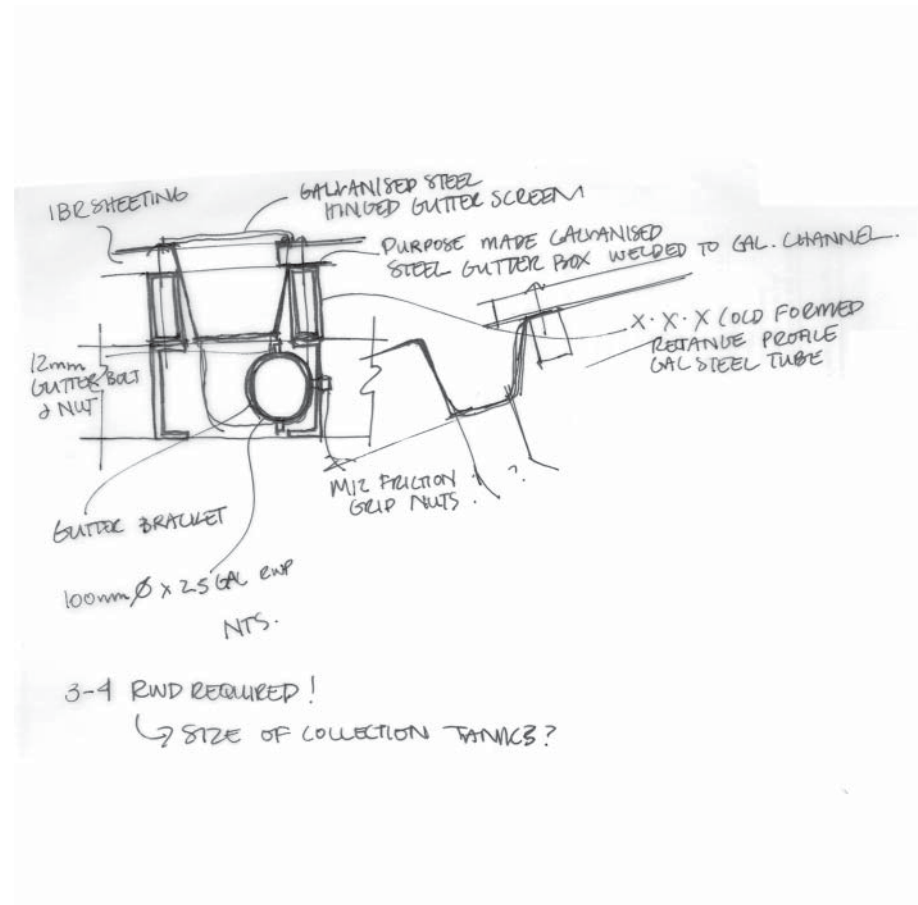 IBR SHEETING
GALVANISED STEEL
HINGED GUTTER SCREEN
PURPOSE MADE GALVANISED
STEEL GUTTER BOX WELDED TO GAL. CHANNEL.
X·X·X COLD FORMED
PROFILE
GAL STEEL TUBE
12mm
GUTTER BOLT
& NUT
M12 FRICTION
GRIP NUTS.
?
GUTTER BRACKET
100mm Ø x 2.5 GAL RWP
NTS.
3-4 RWD REQUIRED!
SIZE OF COLLECTION TANKS?